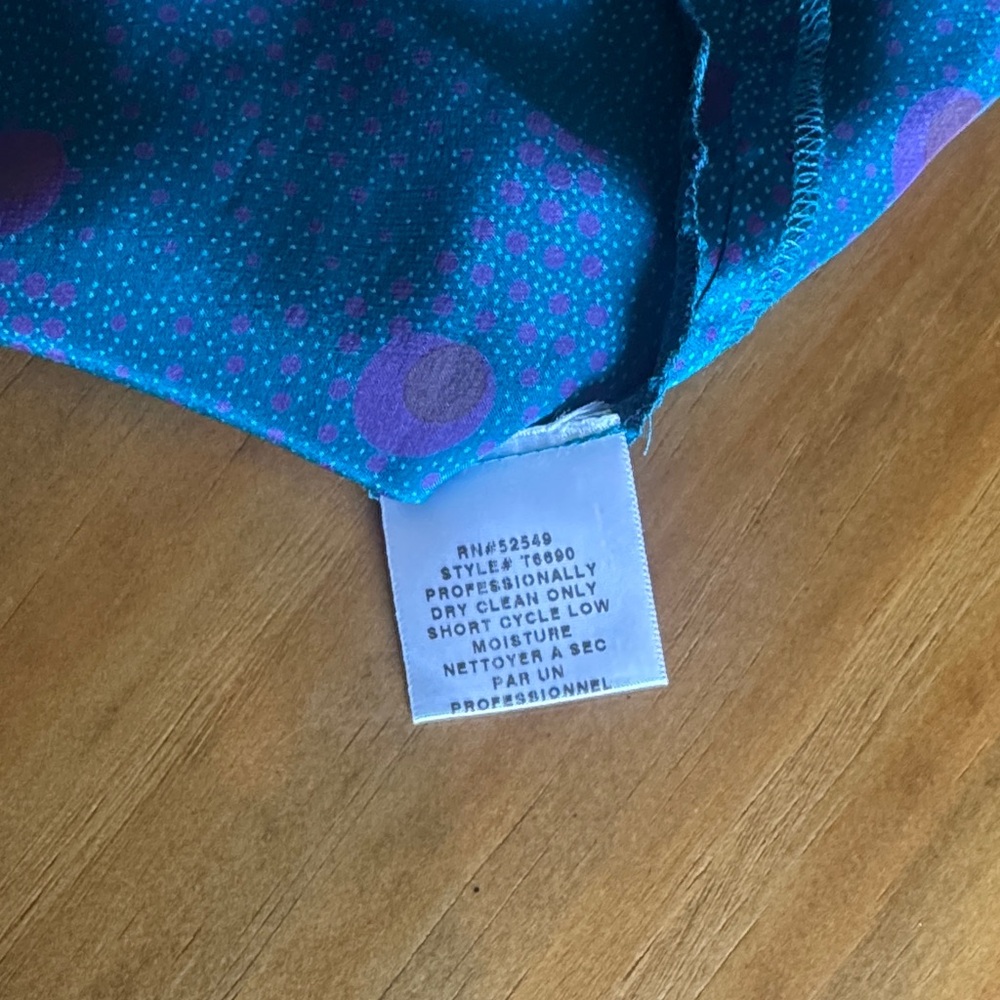 RN#52549
STYLE# T6690
PROFESSIONALLY
DRY CLEAN ONLY
SHORT CYCLE LOW
MOISTURE
NETTOYER A SEC
PAR UN
PROFESSIONNEL